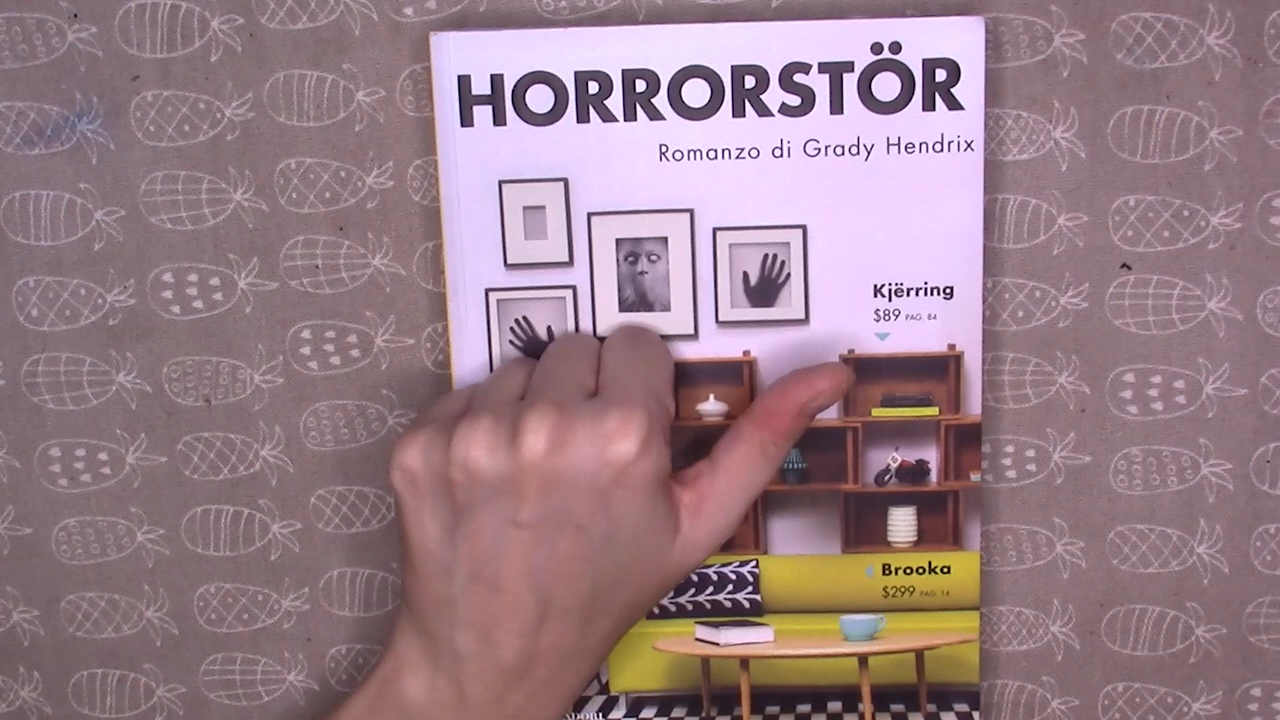 HORRORSTÖR
Romanzo di Grady Hendrix
Kjërring
$89 PAG. 84
Brooka
$299 PAG. 14